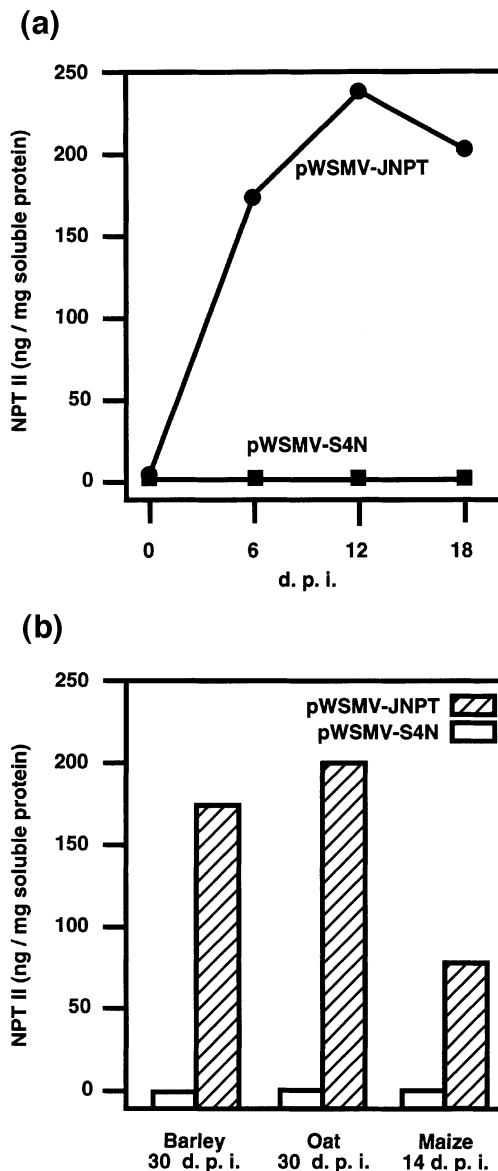 (a)
NPT II (ng / mg soluble protein)
250
200
150
100
50
0
pWSMV-JNPT
pWSMV-S4N
0 6 12 18
d. p. i.
(b)
NPT II (ng / mg soluble protein)
250
200
150
100
50
0
pWSMV-JNPT
pWSMV-S4N
Barley Oat Maize
30 d. p. i. 30 d. p. i. 14 d. p. i.